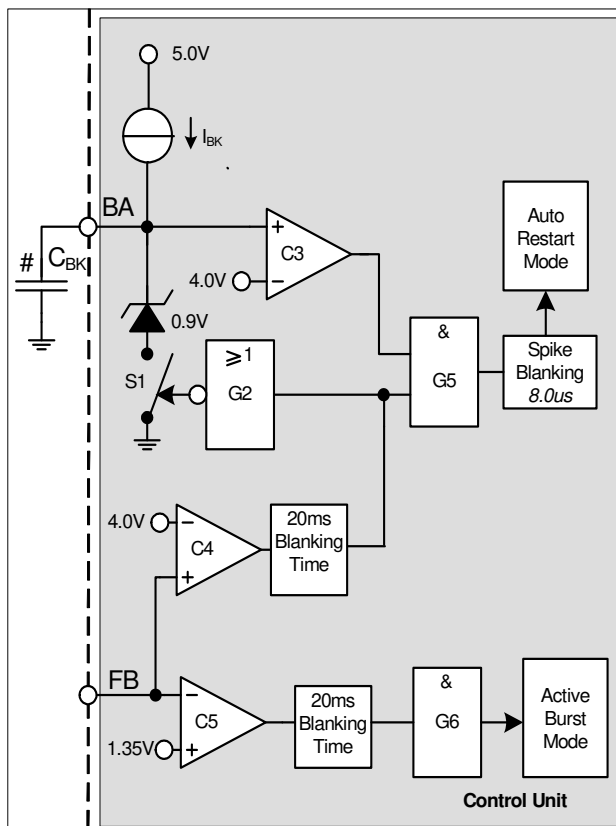 5.0V
I_BK
BA
# C_BK
C3
+
−
4.0V
0.9V
S1
≥1
G2
&
G5
Auto
Restart
Mode
Spike
Blanking
8.0us
4.0V
−
C4
+
20ms
Blanking
Time
FB
−
C5
+
1.35V
20ms
Blanking
Time
&
G6
Active
Burst
Mode
Control Unit